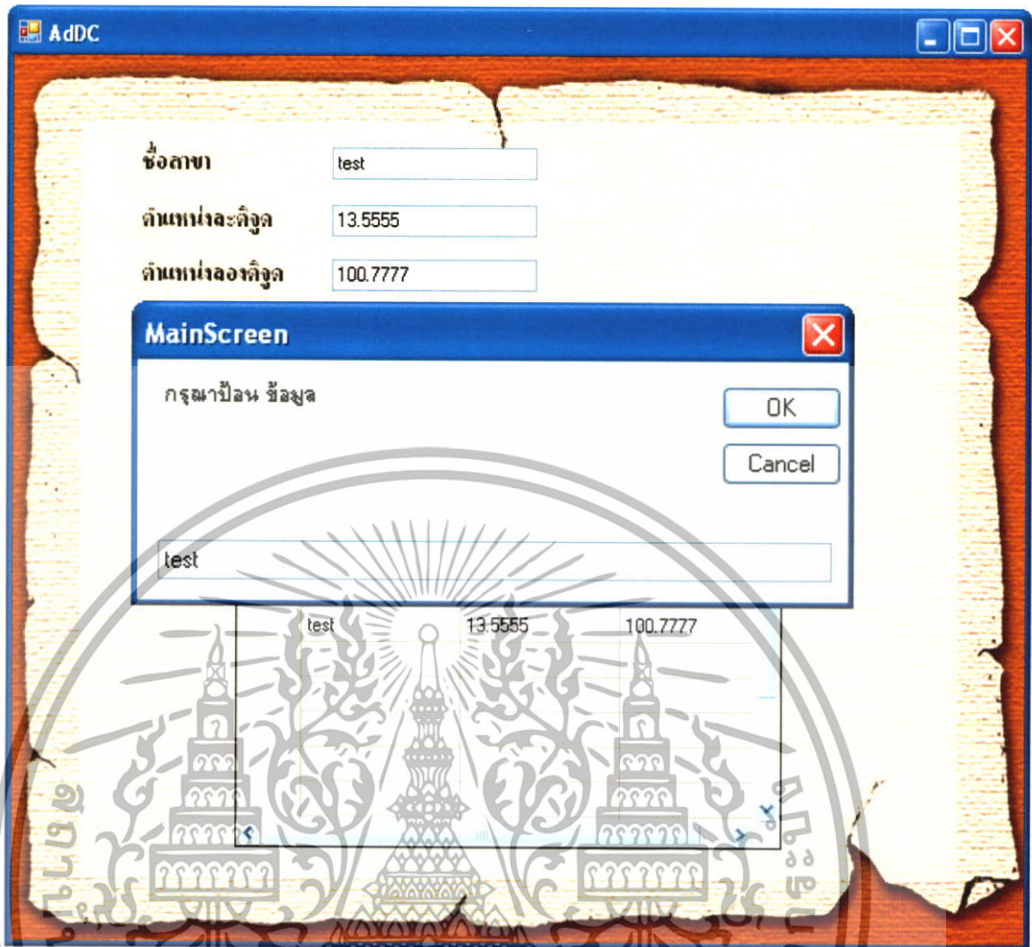 AdDC
ชื่อสาขา test
ตำแหน่งละติจูด 13.5555
ตำแหน่งลองติจูด 100.7777
MainScreen
กรุณาป้อน ข้อมูล
OK
Cancel
test
test 13.5555 100.7777